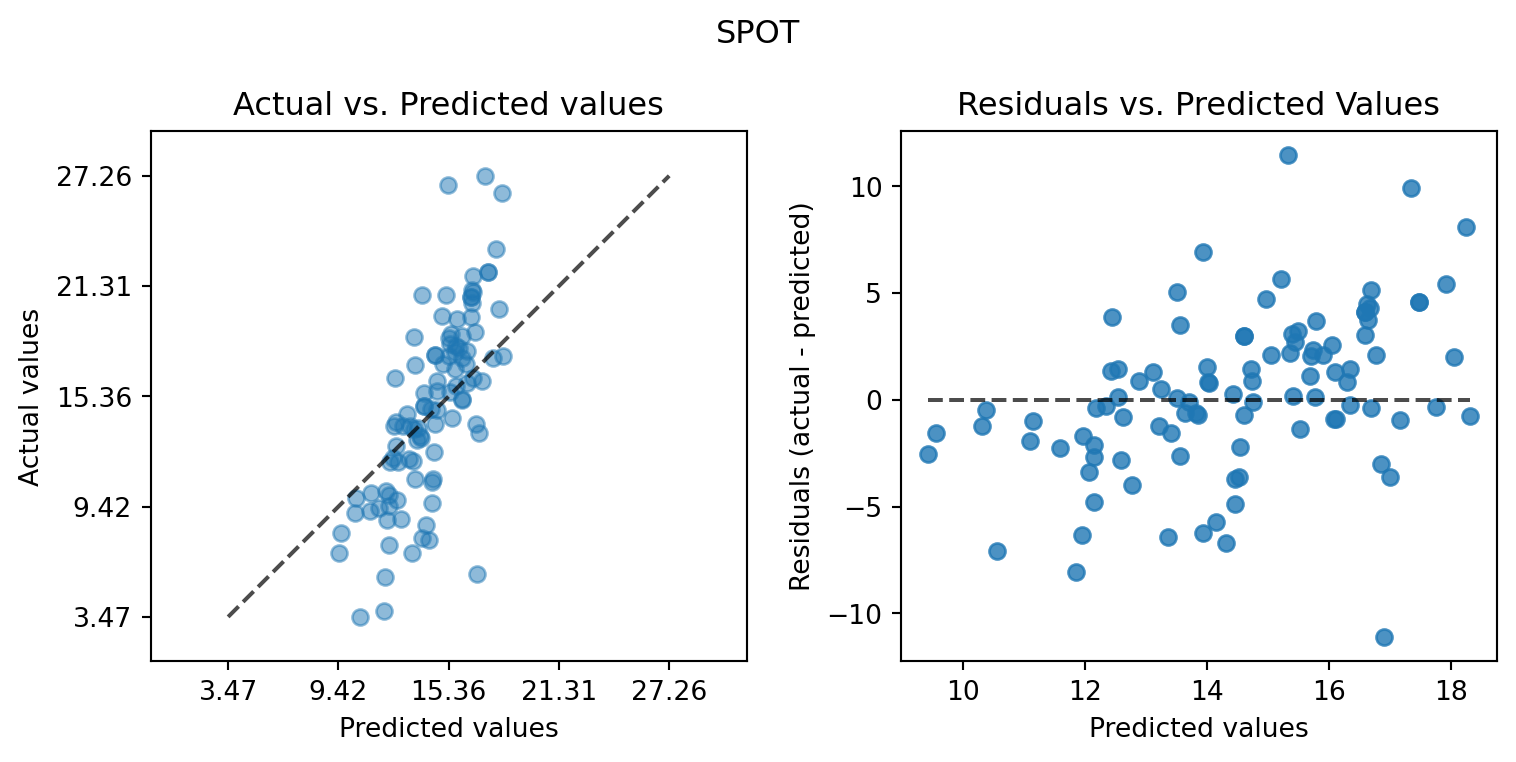 SPOT
Actual vs. Predicted values
Actual values
27.26
21.31
15.36
9.42
3.47
3.47 9.42 15.36 21.31 27.26
Predicted values
Residuals vs. Predicted Values
Residuals (actual - predicted)
10
5
0
−5
−10
10 12 14 16 18
Predicted values